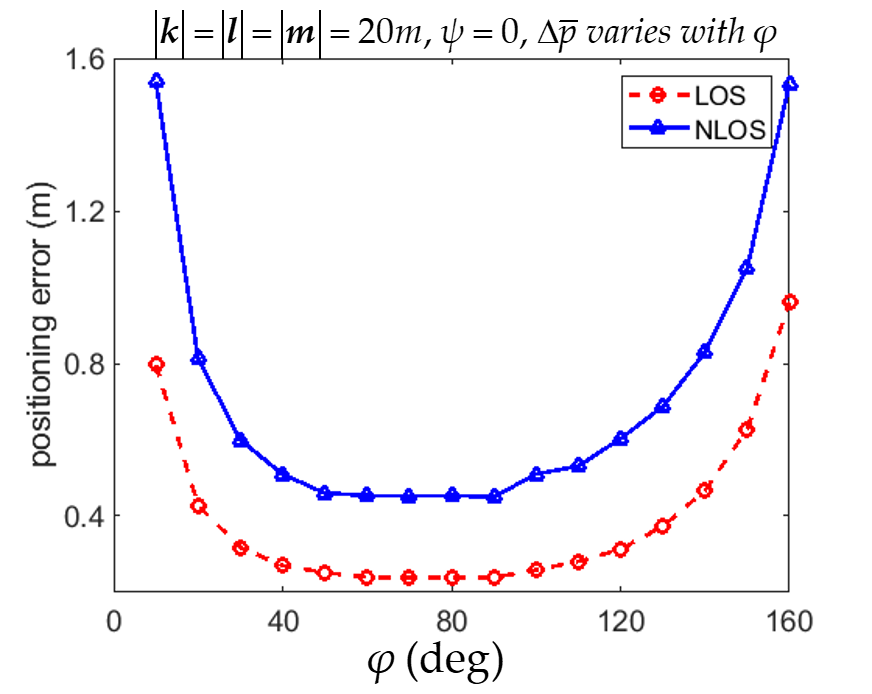 |k| = |l| = |m| = 20m, ψ = 0, Δp̅ varies with φ
1.6
1.2
0.8
0.4
positioning error (m)
LOS
NLOS
0 40 80 120 160
φ (deg)